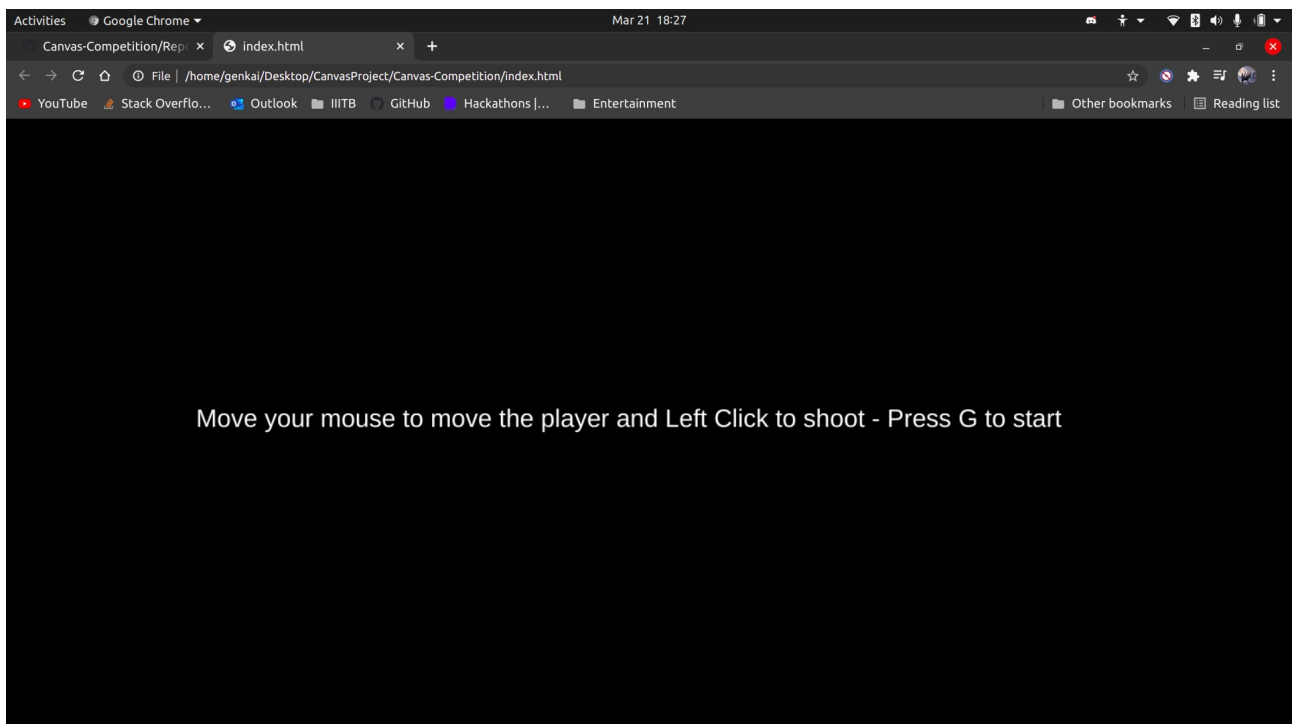 Activities Google Chrome Mar 21 18:27
Canvas-Competition/Rep index.html
File | /home/genkai/Desktop/CanvasProject/Canvas-Competition/index.html
YouTube Stack Overflo... Outlook IIITB GitHub Hackathons |... Entertainment Other bookmarks Reading list
Move your mouse to move the player and Left Click to shoot - Press G to start